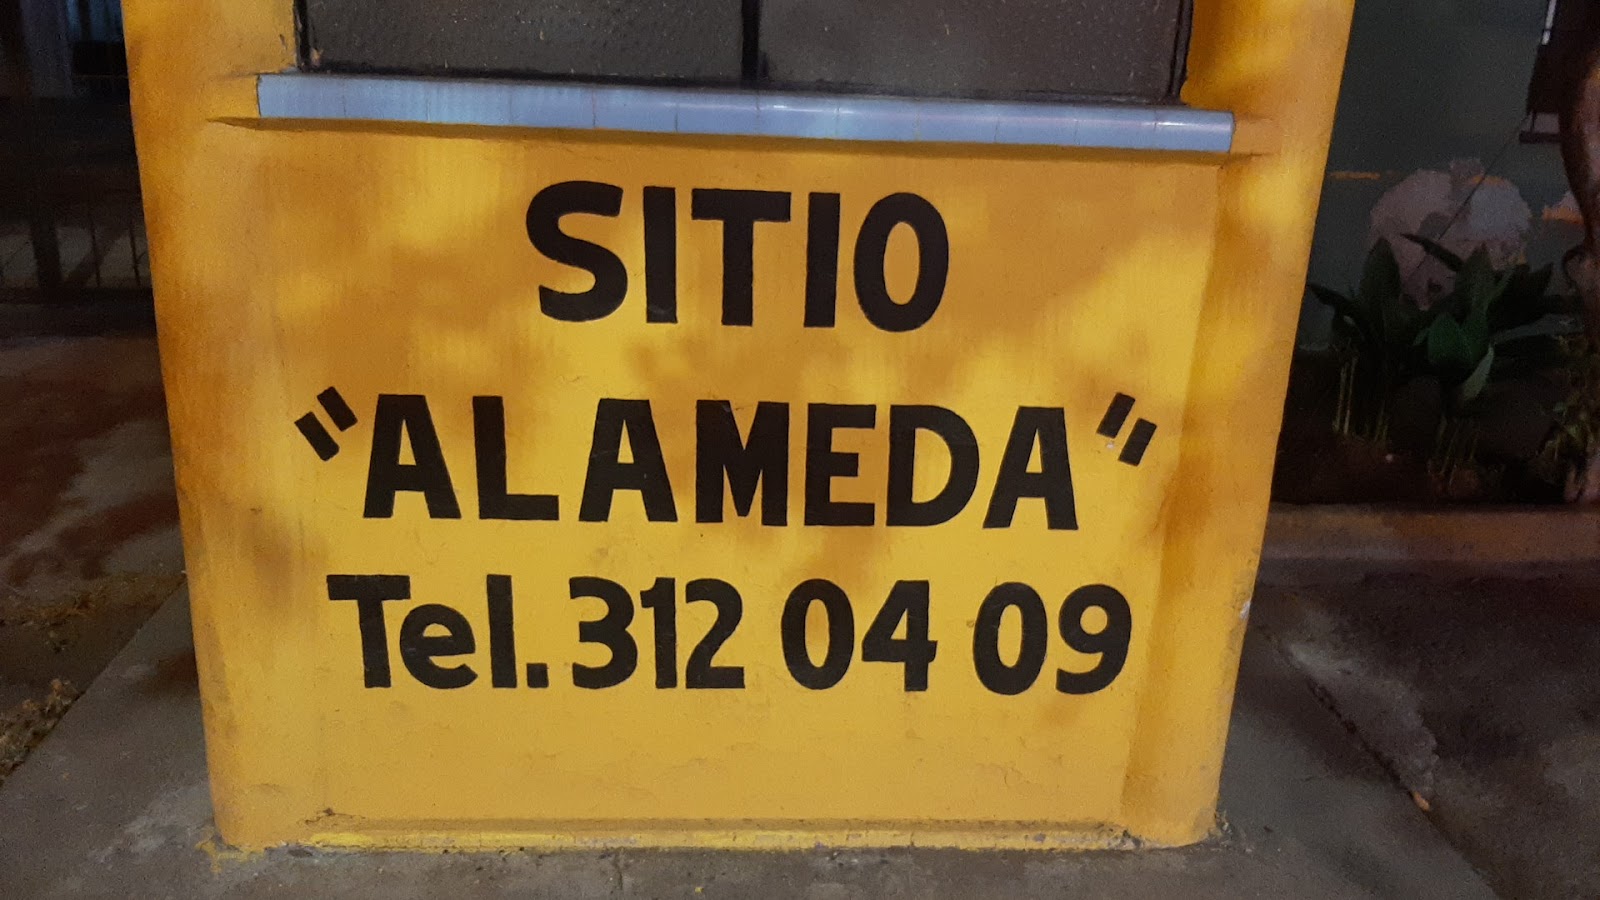 SITIO
"ALAMEDA"
Tel. 312 04 09